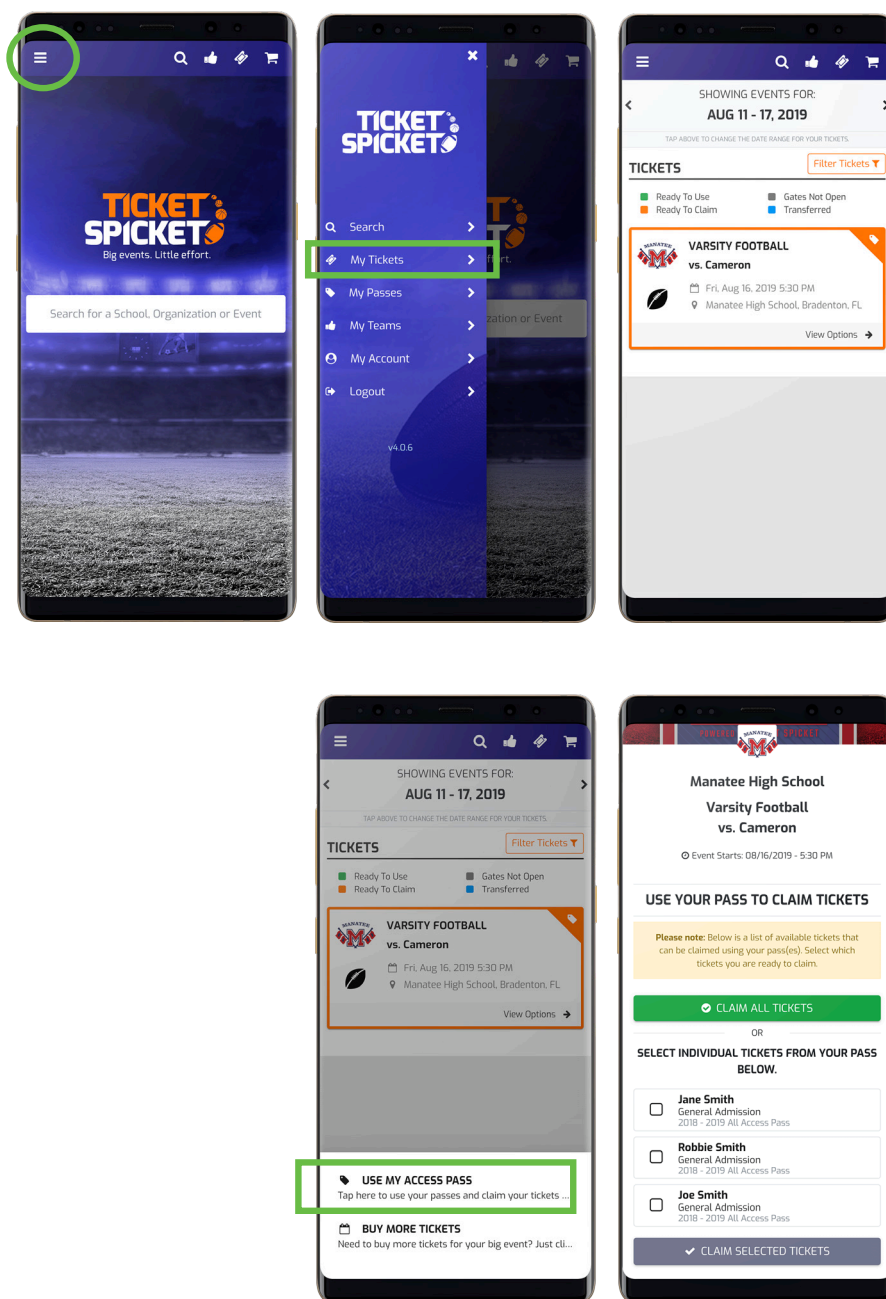 TICKET
SPICKET
Big events. Little effort.
Search for a School, Organization or Event
TICKET
SPICKET
Search
My Tickets
My Passes
My Teams
My Account
Logout
v4.0.6
ffort.
zation or Event
SHOWING EVENTS FOR:
AUG 11 - 17, 2019
TAP ABOVE TO CHANGE THE DATE RANGE FOR YOUR TICKETS.
TICKETS
Filter Tickets
Ready To Use
Gates Not Open
Ready To Claim
Transferred
MANATEE
M
VARSITY FOOTBALL
vs. Cameron
Fri, Aug 16, 2019 5:30 PM
Manatee High School, Bradenton, FL
View Options
SHOWING EVENTS FOR:
AUG 11 - 17, 2019
TAP ABOVE TO CHANGE THE DATE RANGE FOR YOUR TICKETS.
TICKETS
Filter Tickets
Ready To Use
Gates Not Open
Ready To Claim
Transferred
MANATEE
M
VARSITY FOOTBALL
vs. Cameron
Fri, Aug 16, 2019 5:30 PM
Manatee High School, Bradenton, FL
View Options
USE MY ACCESS PASS
Tap here to use your passes and claim your tickets ...
BUY MORE TICKETS
Need to buy more tickets for your big event? Just cli...
MANATEE
M
SPICKET
Manatee High School
Varsity Football
vs. Cameron
Event Starts: 08/16/2019 - 5:30 PM
USE YOUR PASS TO CLAIM TICKETS
Please note: Below is a list of available tickets that
can be claimed using your pass(es). Select which
tickets you are ready to claim.
CLAIM ALL TICKETS
OR
SELECT INDIVIDUAL TICKETS FROM YOUR PASS
BELOW.
Jane Smith
General Admission
2018 - 2019 All Access Pass
Robbie Smith
General Admission
2018 - 2019 All Access Pass
Joe Smith
General Admission
2018 - 2019 All Access Pass
CLAIM SELECTED TICKETS